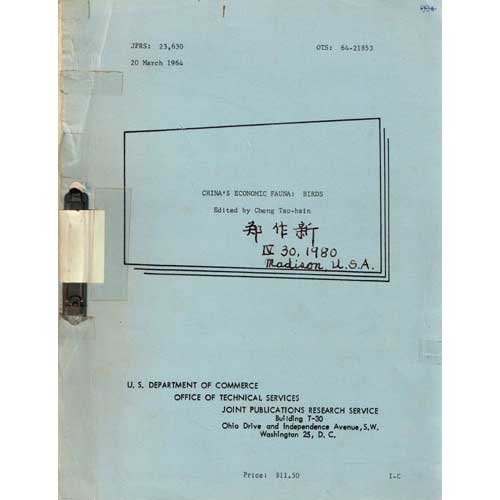 JPRS: 23,630
OTS: 64-21853
20 March 1964
CHINA'S ECONOMIC FAUNA: BIRDS
Edited by Cheng Tso-hsin
郑作新
IV 30, 1980
Madison, U.S.A.
U. S. DEPARTMENT OF COMMERCE
OFFICE OF TECHNICAL SERVICES
JOINT PUBLICATIONS RESEARCH SERVICE
Building T-30
Ohio Drive and Independence Avenue, S.W.
Washington 25, D. C.
Price: $11.50
I-C